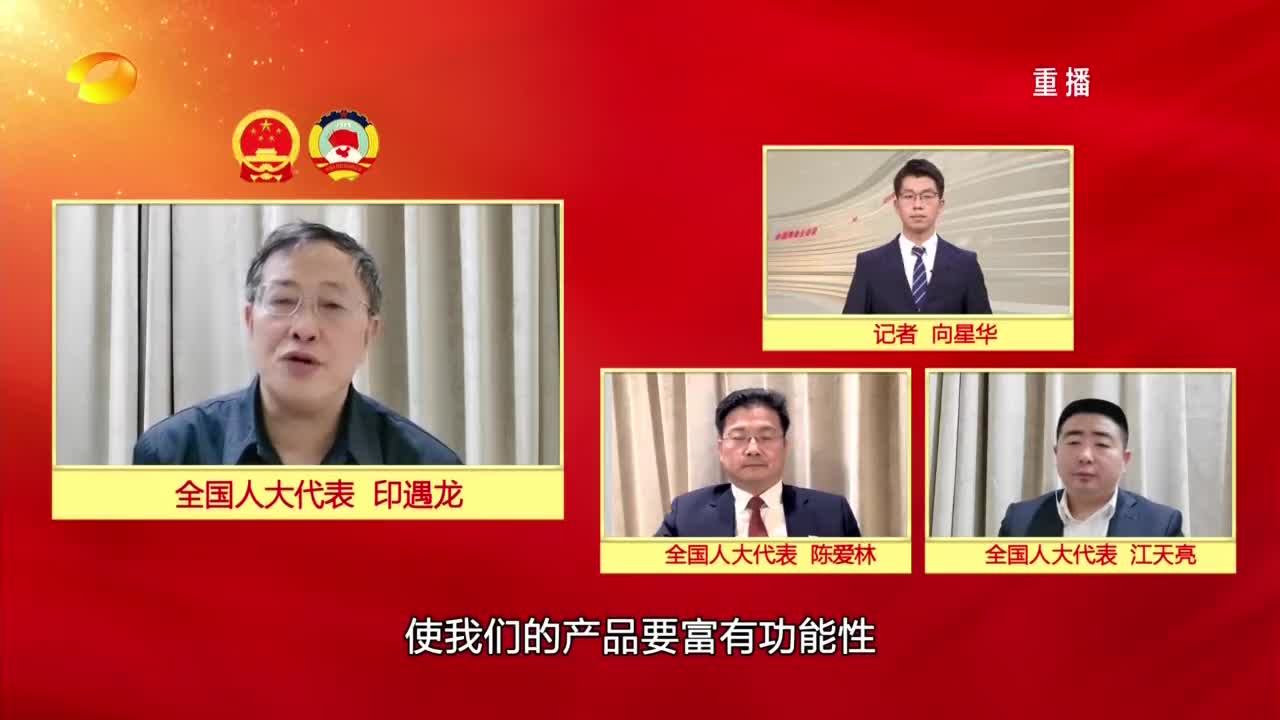 重播
记者 向星华
全国人大代表 印遇龙
全国人大代表 陈爱林
全国人大代表 江天亮
使我们的产品要富有功能性